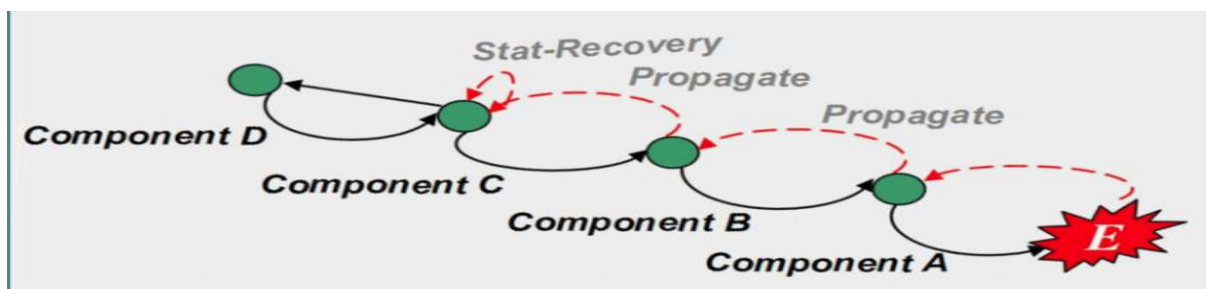 Stat-Recovery
Propagate
Propagate
Component D
Component C
Component B
Component A
E